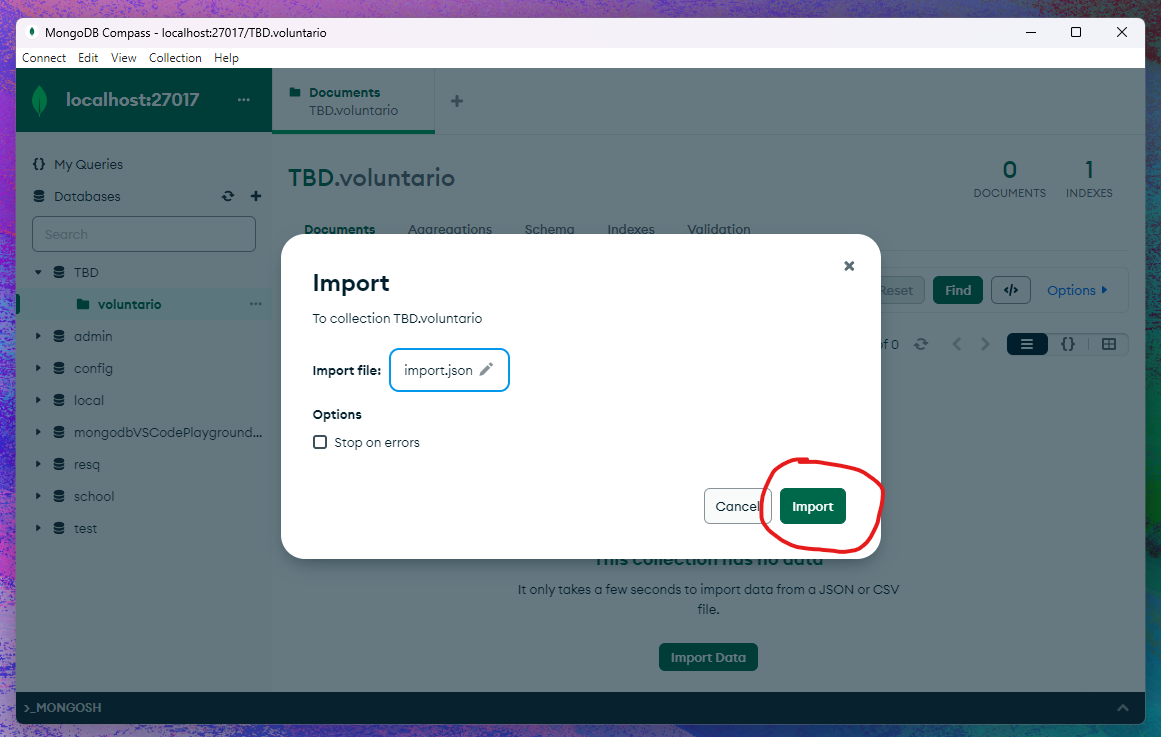 MongoDB Compass - localhost:27017/TBD.voluntario
Connect Edit View Collection Help
localhost:27017 ...
Documents
TBD.voluntario
My Queries
Databases
Search
TBD
voluntario
admin
config
local
mongodbVSCodePlayground...
resq
school
test
TBD.voluntario
0 DOCUMENTS
1 INDEXES
Documents Aggregations Schema Indexes Validation
Reset Find </> Options
of 0 {}
Import
To collection TBD.voluntario
Import file: import.json
Options
Stop on errors
Cancel Import
This collection has no data
It only takes a few seconds to import data from a JSON or CSV
file.
Import Data
>_MONGOSH